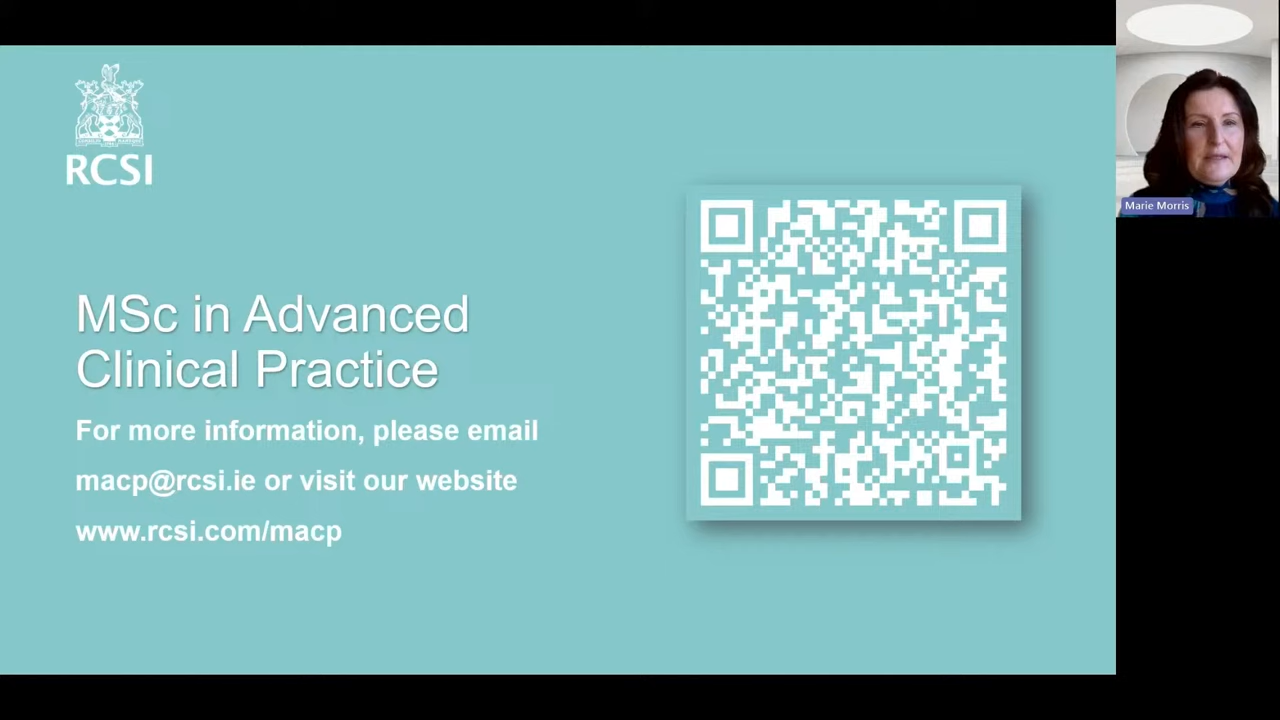 RCSI
MSc in Advanced
Clinical Practice
For more information, please email
macp@rcsi.ie or visit our website
www.rcsi.com/macp
Marie Morris